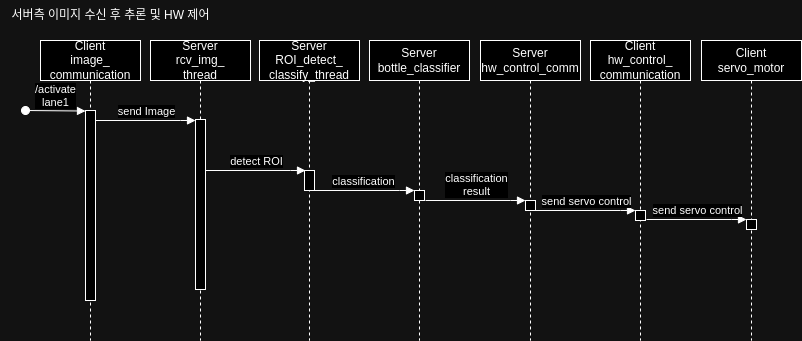 서버측 이미지 수신 후 추론 및 HW 제어
Client
image_
communication
Server
rcv_img_
thread
Server
ROI_detect_
classify_thread
Server
bottle_classifier
Server
hw_control_comm
Client
hw_control_
communication
Client
servo_motor
/activate
lane1
send Image
detect ROI
classification
classification
result
send servo control
send servo control